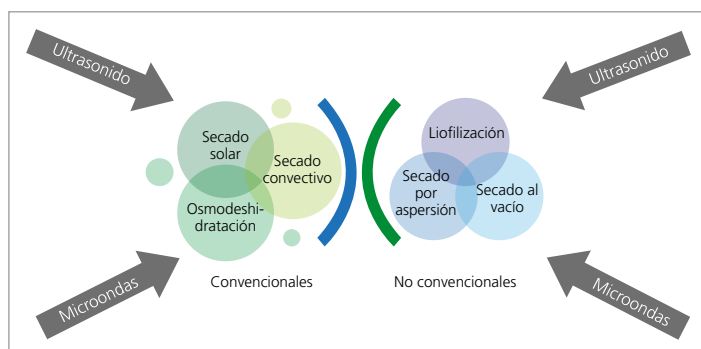 Ultrasonido
Ultrasonido
Secado
solar
Secado
convectivo
Osmodeshi-
dratación
Liofilización
Secado
por
aspersión
Secado al
vacío
Microondas
Convencionales
No convencionales
Microondas